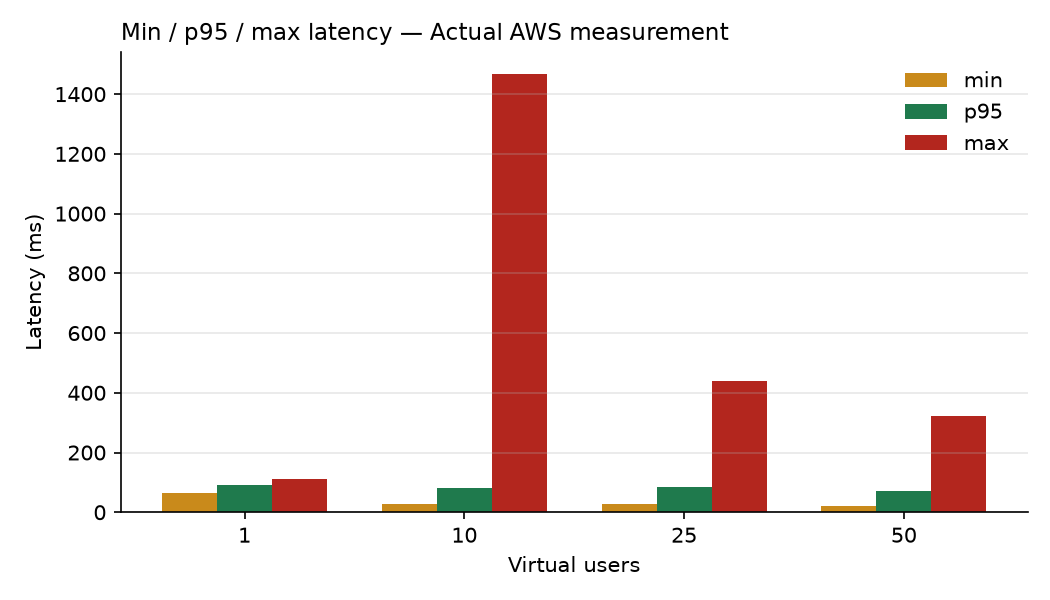 Min / p95 / max latency — Actual AWS measurement
min
p95
max
Latency (ms)
1400
1200
1000
800
600
400
200
0
1 10 25 50
Virtual users